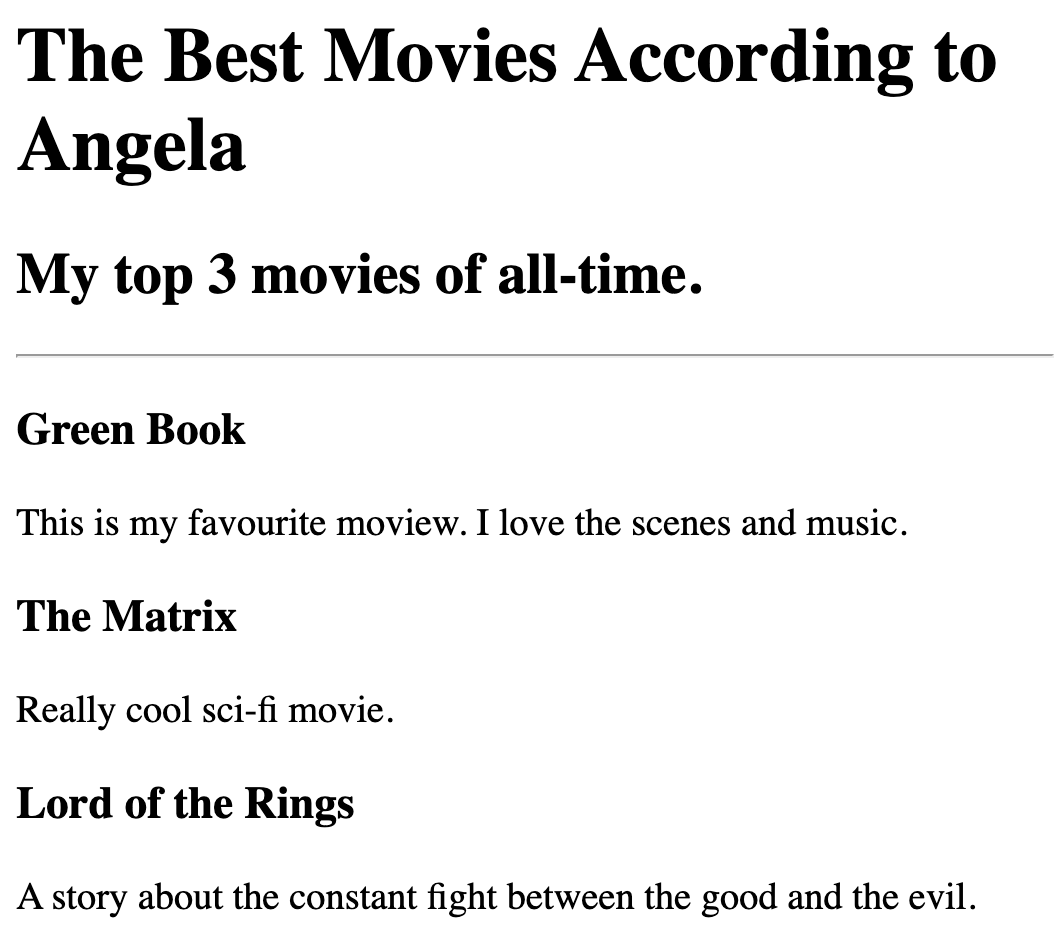 The Best Movies According to
Angela
My top 3 movies of all-time.
Green Book
This is my favourite moview. I love the scenes and music.
The Matrix
Really cool sci-fi movie.
Lord of the Rings
A story about the constant fight between the good and the evil.